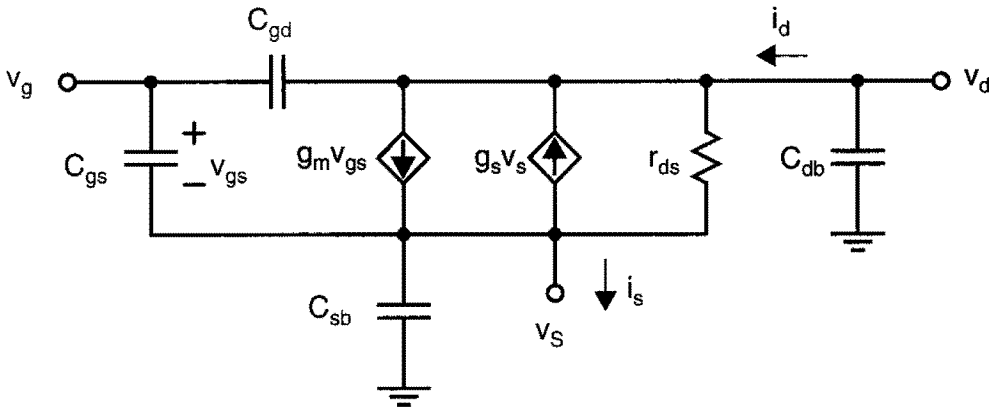 C_gd
i_d
v_g
v_d
C_gs
+
−
v_gs
g_m v_gs
g_s v_s
r_ds
C_db
C_sb
v_S
i_s